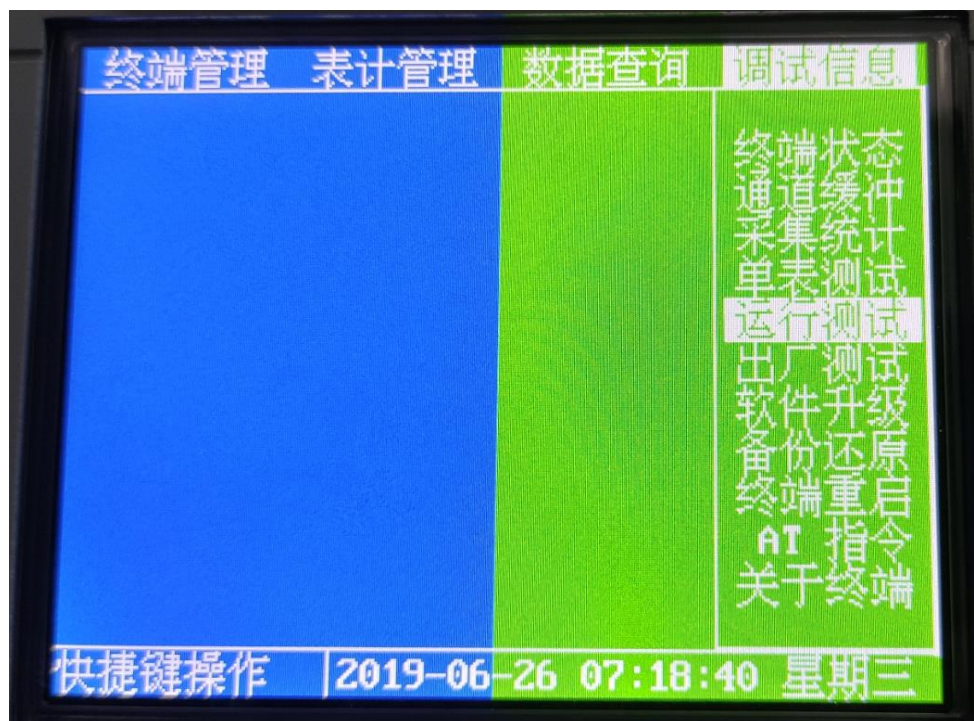 终端管理 表计管理 数据查询 调试信息
终端状态
通道缓冲
采集统计
单表测试
运行测试
出厂测试
软件升级
备份还原
终端重启
AT 指令
关于终端
快捷键操作 2019-06-26 07:18:40 星期三